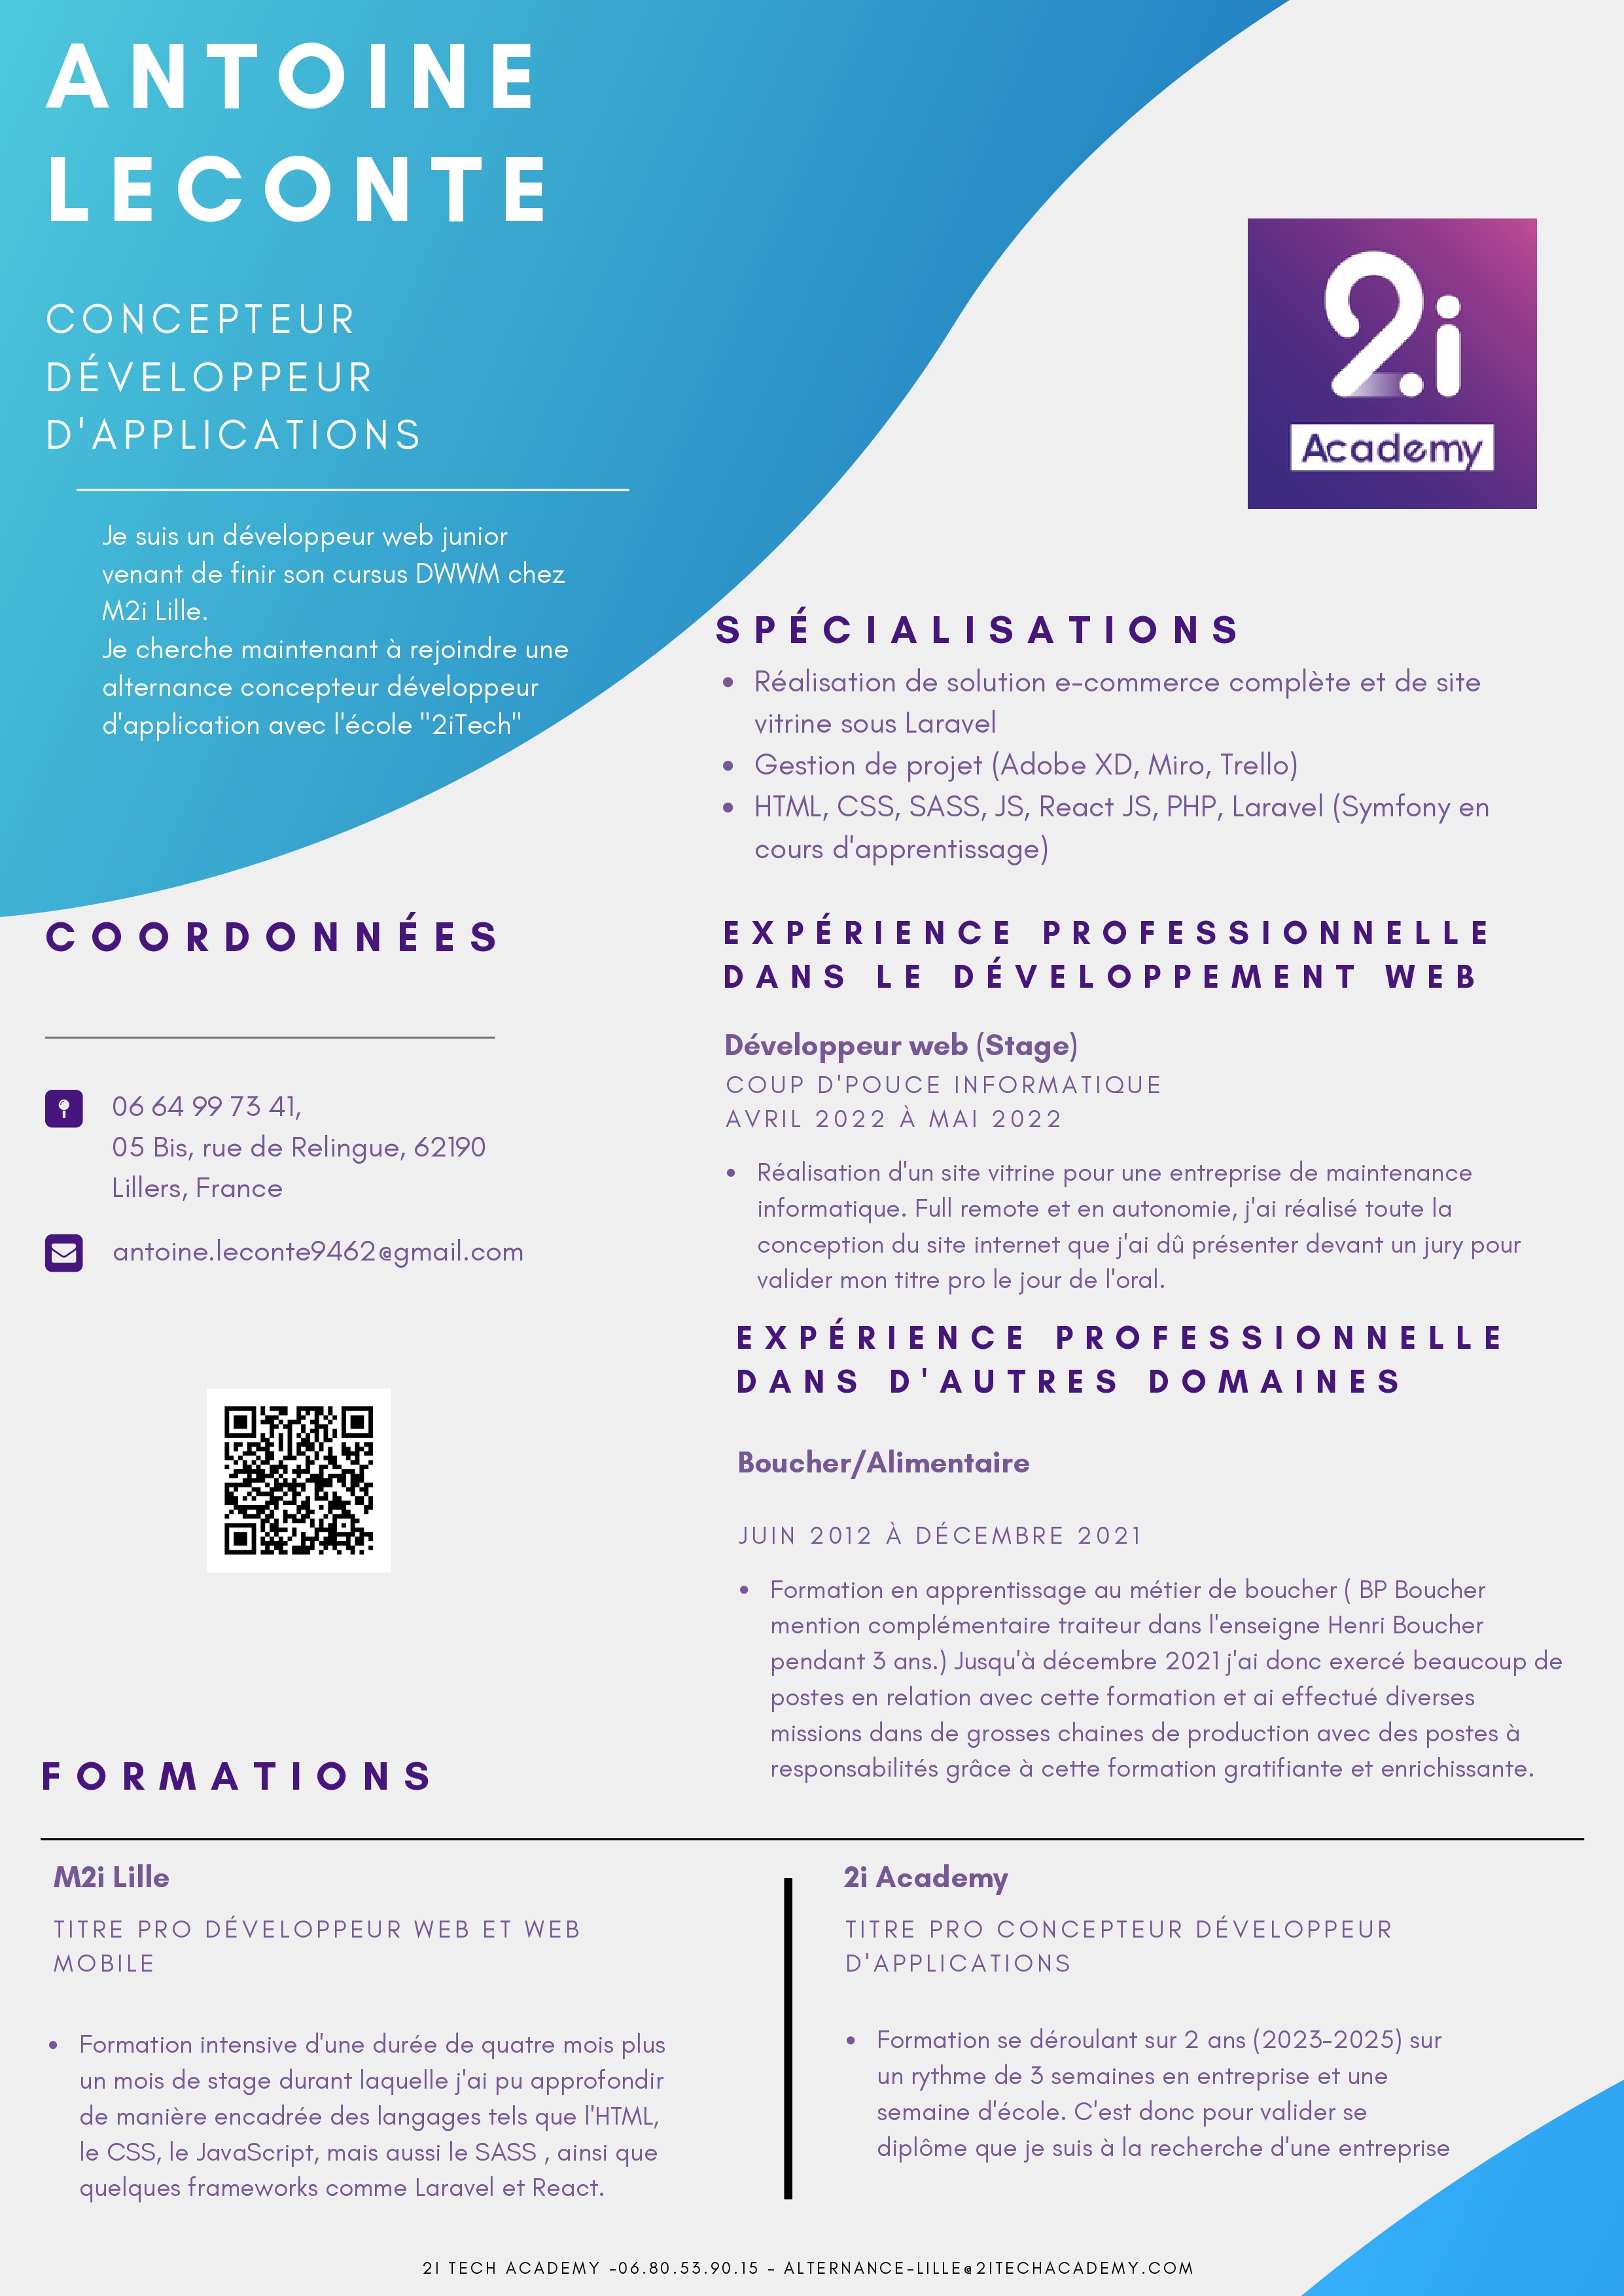 ANTOINE
LECONTE
CONCEPTEUR
DÉVELOPPEUR
D'APPLICATIONS
Je suis un développeur web junior
venant de finir son cursus DWWM chez
M2i Lille.
Je cherche maintenant à rejoindre une
alternance concepteur développeur
d'application avec l'école "2iTech"
2i
Academy
SPÉCIALISATIONS
• Réalisation de solution e-commerce complète et de site
vitrine sous Laravel
• Gestion de projet (Adobe XD, Miro, Trello)
• HTML, CSS, SASS, JS, React JS, PHP, Laravel (Symfony en
cours d'apprentissage)
COORDONNÉES
06 64 99 73 41,
05 Bis, rue de Relingue, 62190
Lillers, France
antoine.leconte9462@gmail.com
EXPÉRIENCE PROFESSIONNELLE
DANS LE DÉVELOPPEMENT WEB
Développeur web (Stage)
COUP D'POUCE INFORMATIQUE
AVRIL 2022 À MAI 2022
• Réalisation d'un site vitrine pour une entreprise de maintenance
informatique. Full remote et en autonomie, j'ai réalisé toute la
conception du site internet que j'ai dû présenter devant un jury pour
valider mon titre pro le jour de l'oral.
EXPÉRIENCE PROFESSIONNELLE
DANS D'AUTRES DOMAINES
Boucher/Alimentaire
JUIN 2012 À DÉCEMBRE 2021
• Formation en apprentissage au métier de boucher ( BP Boucher
mention complémentaire traiteur dans l'enseigne Henri Boucher
pendant 3 ans.) Jusqu'à décembre 2021 j'ai donc exercé beaucoup de
postes en relation avec cette formation et ai effectué diverses
missions dans de grosses chaines de production avec des postes à
responsabilités grâce à cette formation gratifiante et enrichissante.
FORMATIONS
M2i Lille
TITRE PRO DÉVELOPPEUR WEB ET WEB
MOBILE
• Formation intensive d'une durée de quatre mois plus
un mois de stage durant laquelle j'ai pu approfondir
de manière encadrée des langages tels que l'HTML,
le CSS, le JavaScript, mais aussi le SASS , ainsi que
quelques frameworks comme Laravel et React.
2i Academy
TITRE PRO CONCEPTEUR DÉVELOPPEUR
D'APPLICATIONS
• Formation se déroulant sur 2 ans (2023-2025) sur
un rythme de 3 semaines en entreprise et une
semaine d'école. C'est donc pour valider se
diplôme que je suis à la recherche d'une entreprise
2I TECH ACADEMY -06.80.53.90.15 - ALTERNANCE-LILLE@2ITECHACADEMY.COM